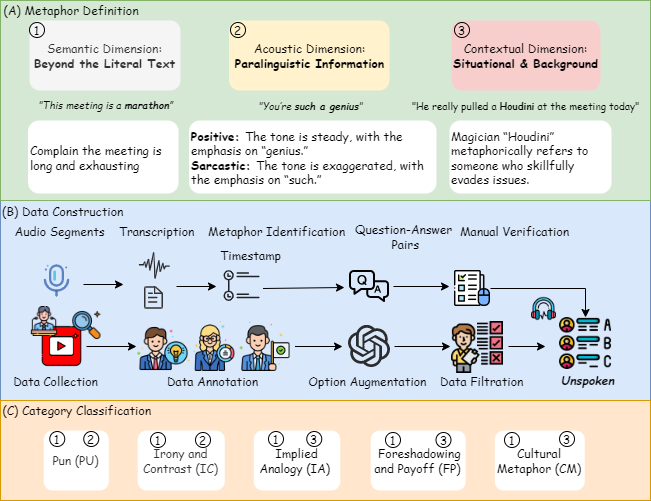 (A) Metaphor Definition
1
2
3
Semantic Dimension:
Beyond the Literal Text
Acoustic Dimension:
Paralinguistic Information
Contextual Dimension:
Situational & Background
"This meeting is a marathon"
"You're such a genius"
"He really pulled a Houdini at the meeting today"
Complain the meeting is
long and exhausting
Positive: The tone is steady, with the
emphasis on "genius."
Sarcastic: The tone is exaggerated, with
the emphasis on "such."
Magician "Houdini"
metaphorically refers to
someone who skillfully
evades issues.
(B) Data Construction
Audio Segments
Transcription
Metaphor Identification
Question-Answer
Pairs
Manual Verification
Timestamp
Q
A
A
B
C
Data Collection
Data Annotation
Option Augmentation
Data Filtration
Unspoken
(C) Category Classification
1 2
Pun (PU)
1 2
Irony and
Contrast (IC)
1 3
Implied
Analogy (IA)
1 3
Foreshadowing
and Payoff (FP)
1 3
Cultural
Metaphor (CM)